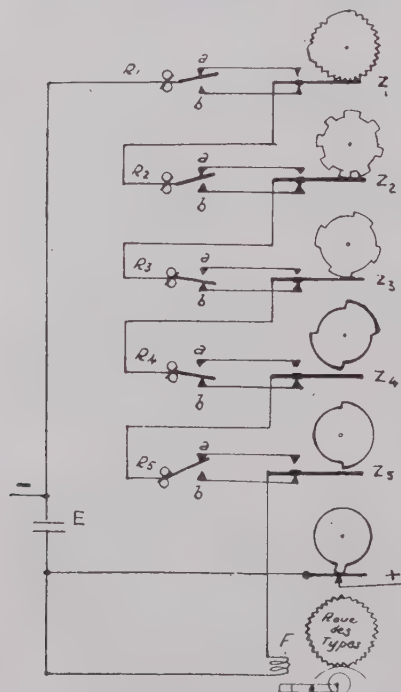 R1 a Z1
b
R2 a Z2
b
R3 a Z3
b
R4 a Z4
b
R5 a Z5
b
-
E
+
F Roue
des
Types